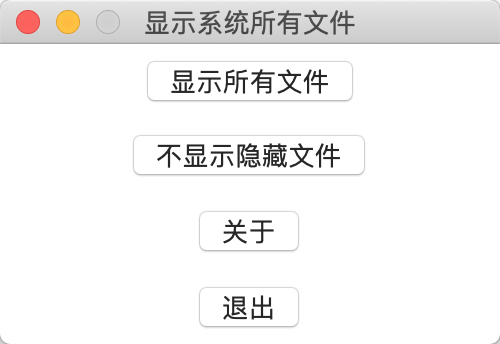 显示系统所有文件
显示所有文件
不显示隐藏文件
关于
退出